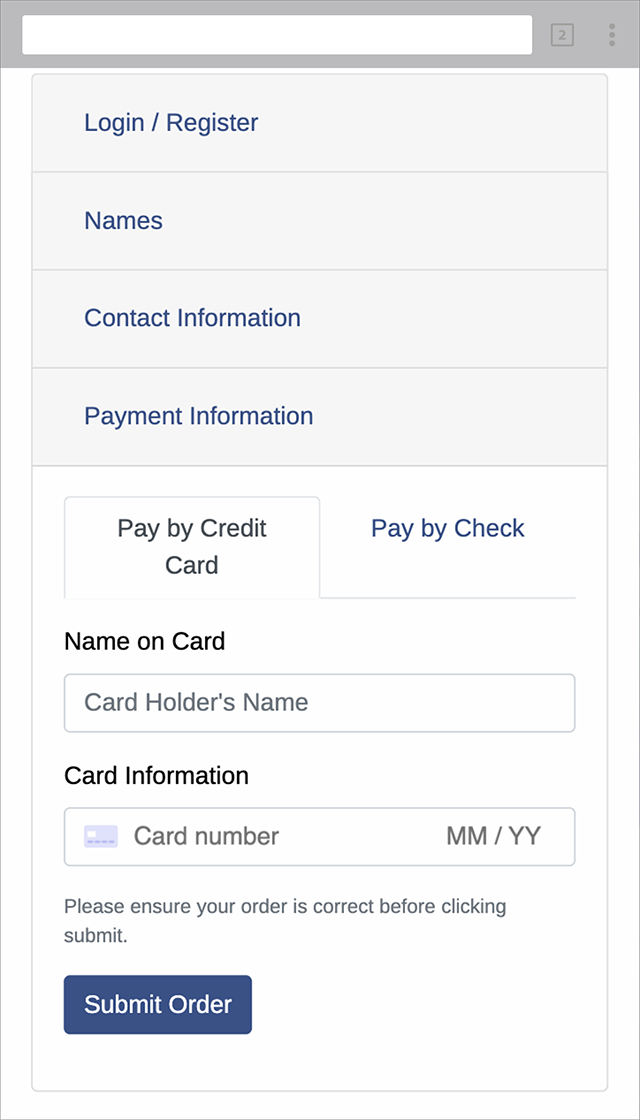 2
Login / Register
Names
Contact Information
Payment Information
Pay by Credit
Card
Pay by Check
Name on Card
Card Holder's Name
Card Information
Card number MM / YY
Please ensure your order is correct before clicking
submit.
Submit Order